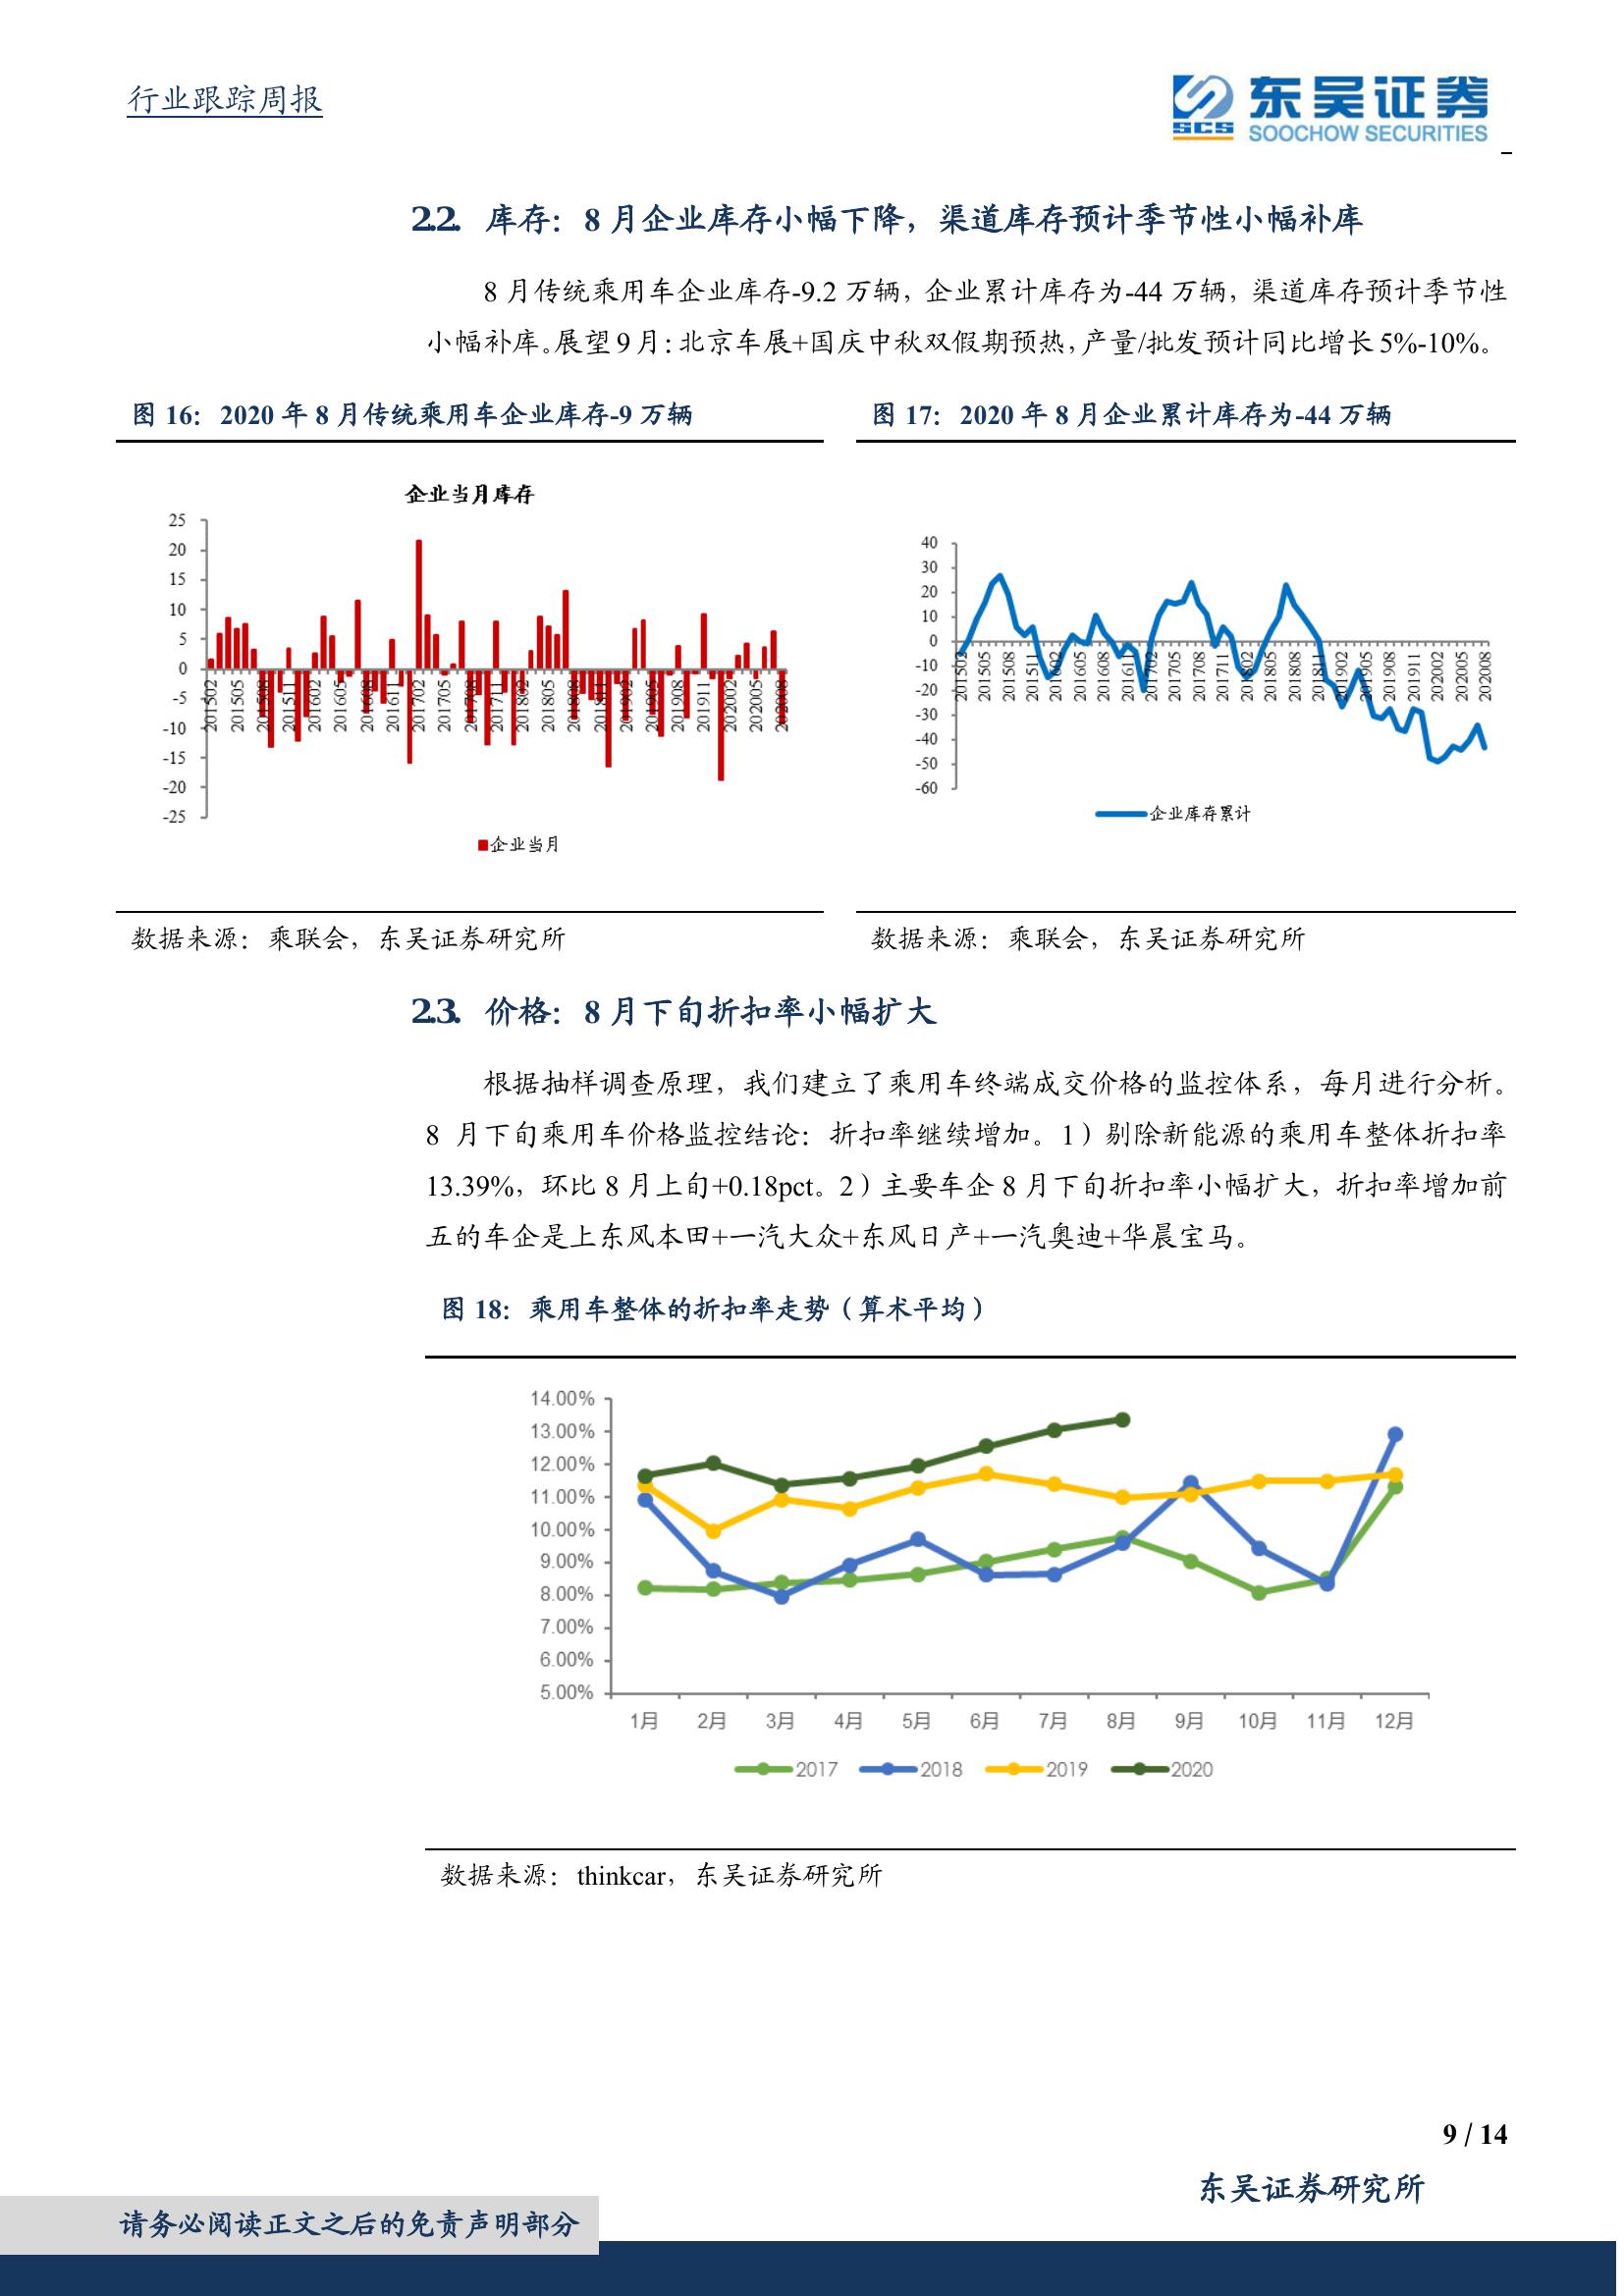 行业跟踪周报
SCS
东吴证券
SOOCHOW SECURITIES
2.2. 库存：8 月企业库存小幅下降，渠道库存预计季节性小幅补库
8 月传统乘用车企业库存-9.2 万辆，企业累计库存为-44 万辆，渠道库存预计季节性
小幅补库。展望 9 月：北京车展+国庆中秋双假期预热，产量/批发预计同比增长 5%-10%。
图 16：2020 年 8 月传统乘用车企业库存-9 万辆
企业当月库存
25
20
15
10
5
0
-5
-10
-15
-20
-25
201502 201505 201508 201511 201602 201605 201608 201611 201702 201705 201708 201711 201802 201805 201808 201811 201902 201905 201908 201911 202002 202005 202008
企业当月
数据来源：乘联会，东吴证券研究所
图 17：2020 年 8 月企业累计库存为-44 万辆
40
30
20
10
0
-10
-20
-30
-40
-50
-60
201502 201505 201508 201511 201602 201605 201608 201611 201702 201705 201708 201711 201802 201805 201808 201811 201902 201905 201908 201911 202002 202005 202008
企业库存累计
数据来源：乘联会，东吴证券研究所
2.3. 价格：8 月下旬折扣率小幅扩大
根据抽样调查原理，我们建立了乘用车终端成交价格的监控体系，每月进行分析。
8 月下旬乘用车价格监控结论：折扣率继续增加。1）剔除新能源的乘用车整体折扣率
13.39%，环比 8 月上旬+0.18pct。2）主要车企 8 月下旬折扣率小幅扩大，折扣率增加前
五的车企是上东风本田+一汽大众+东风日产+一汽奥迪+华晨宝马。
图 18：乘用车整体的折扣率走势（算术平均）
14.00%
13.00%
12.00%
11.00%
10.00%
9.00%
8.00%
7.00%
6.00%
5.00%
1月 2月 3月 4月 5月 6月 7月 8月 9月 10月 11月 12月
2017 2018 2019 2020
数据来源：thinkcar，东吴证券研究所
9 / 14
东吴证券研究所
请务必阅读正文之后的免责声明部分